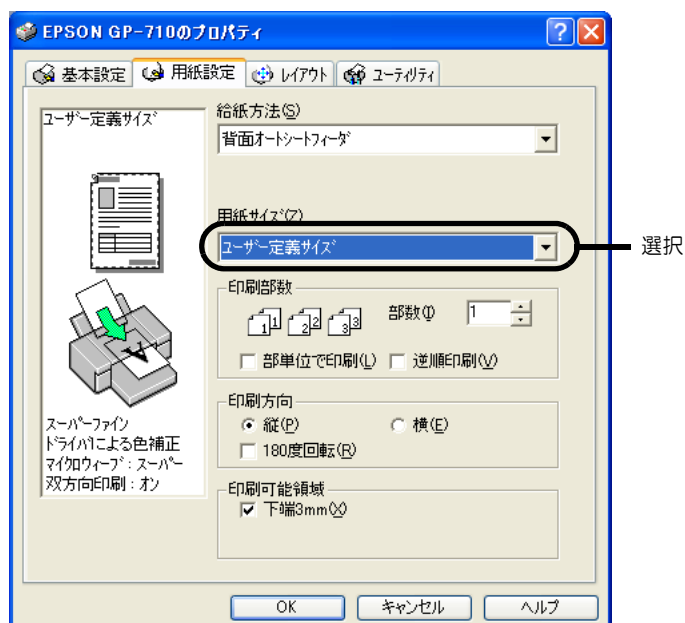 EPSON GP-710のプロパティ
基本設定 用紙設定 レイアウト ユーティリティ
ユーザー定義サイズ
給紙方法(S)
背面オートシートフィーダ
用紙サイズ(Z)
ユーザー定義サイズ
選択
印刷部数
部数(I) 1
部単位で印刷(L) 逆順印刷(V)
印刷方向
縦(P) 横(E)
180度回転(R)
印刷可能領域
下端3mm(X)
スーパーファイン
ドライバによる色補正
マイクロウィーブ:スーパー
双方向印刷:オン
OK キャンセル ヘルプ